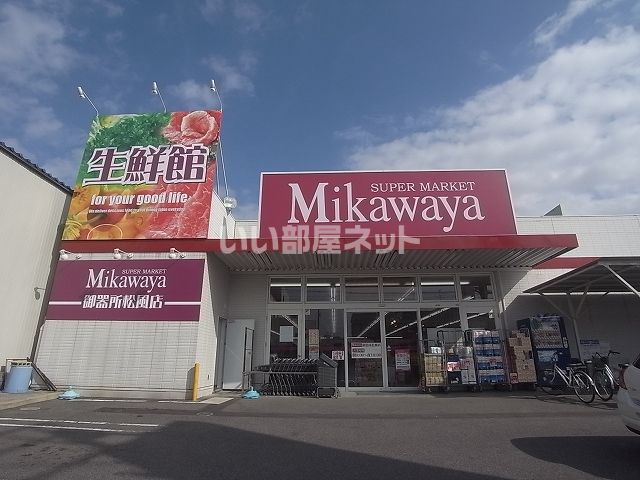 生鮮館
for your good life
SUPER MARKET
Mikawaya
いい部屋ネット
SUPER MARKET
Mikawaya
御器所松風店